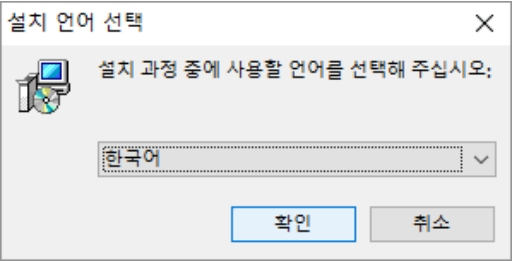 설치 언어 선택
설치 과정 중에 사용할 언어를 선택해 주십시오:
한국어
확인
취소